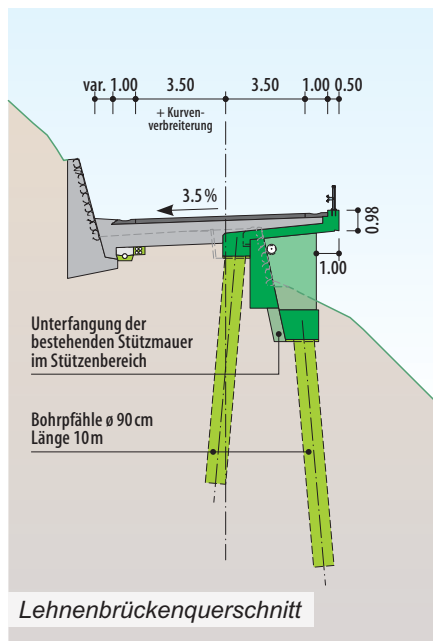 var. 1.00 3.50 3.50 1.00 0.50
+ Kurven-
verbreiterung
3.5 %
0.98
1.00
Unterfangung der
bestehenden Stützmauer
im Stützenbereich
Bohrpfähle ø 90 cm
Länge 10 m
Lehnenbrückenquerschnitt